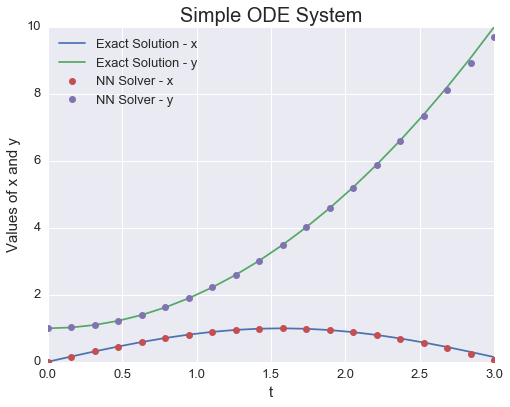 Simple ODE System
Exact Solution - x
Exact Solution - y
NN Solver - x
NN Solver - y
Values of x and y
10
8
6
4
2
0
0.0 0.5 1.0 1.5 2.0 2.5 3.0
t